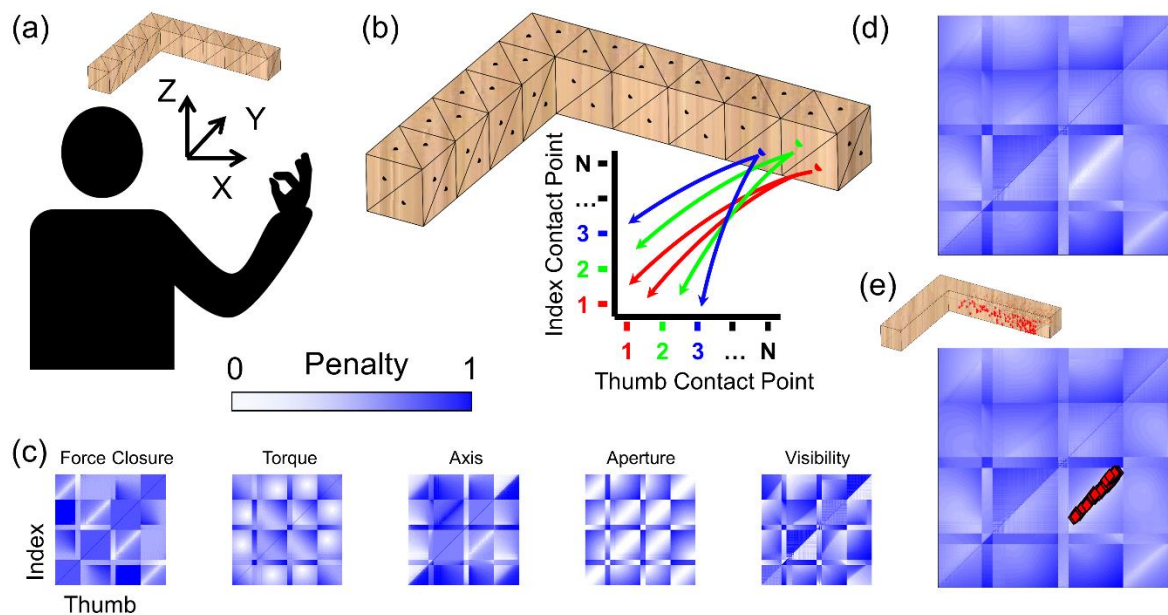 (a)
Z
Y
X
(b)
Index Contact Point
N
...
3
2
1
1 2 3 ... N
Thumb Contact Point
0 Penalty 1
(c)
Force Closure Torque Axis Aperture Visibility
Index
Thumb
(d)
(e)